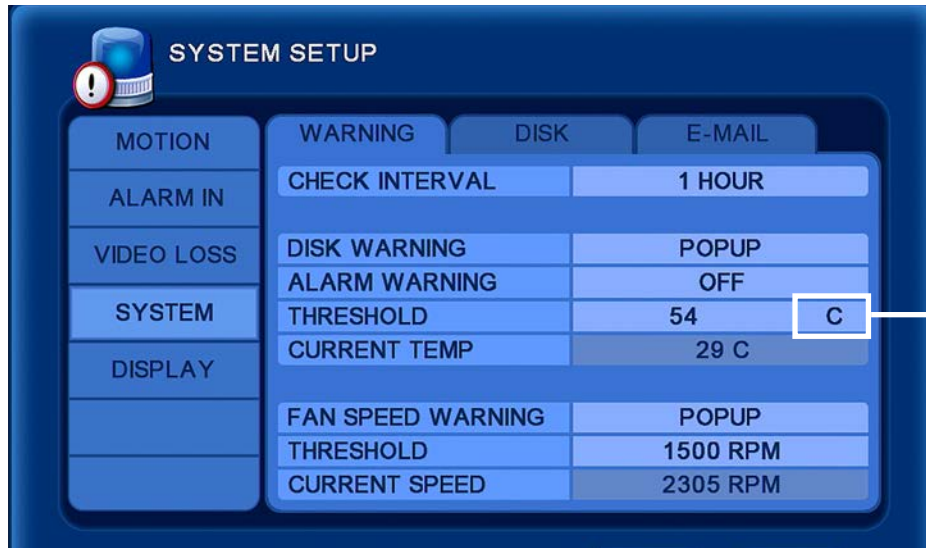 SYSTEM SETUP
MOTION
ALARM IN
VIDEO LOSS
SYSTEM
DISPLAY
WARNING DISK E-MAIL
CHECK INTERVAL 1 HOUR
DISK WARNING POPUP
ALARM WARNING OFF
THRESHOLD 54 C
CURRENT TEMP 29 C
FAN SPEED WARNING POPUP
THRESHOLD 1500 RPM
CURRENT SPEED 2305 RPM